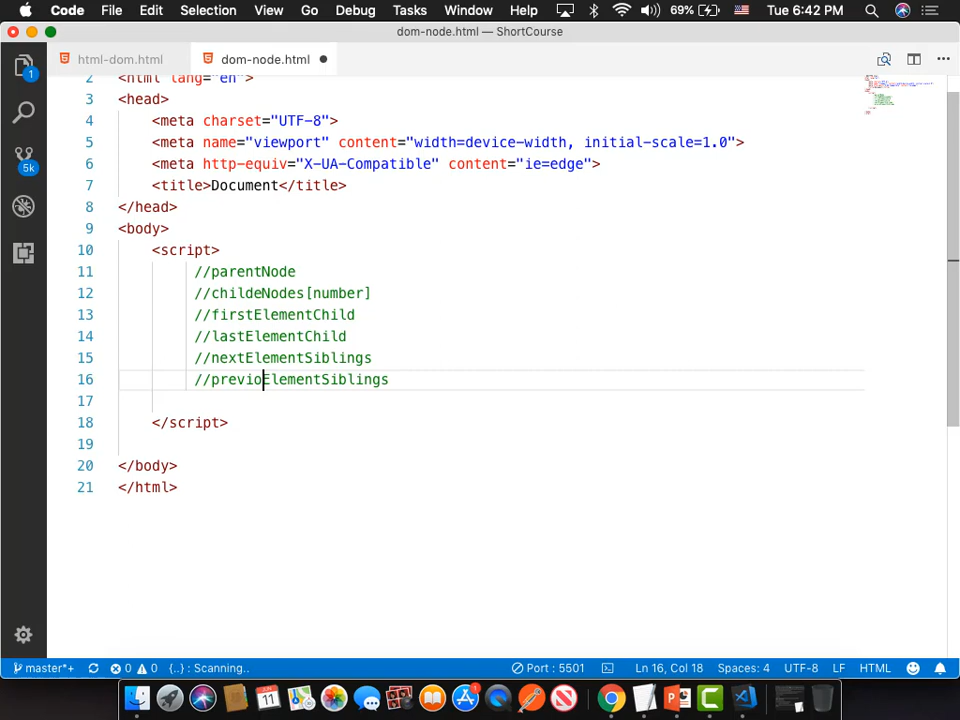 Code File Edit Selection View Go Debug Tasks Window Help 69% Tue 6:42 PM
dom-node.html — ShortCourse
html-dom.html dom-node.html
1
5k
2 <html lang="en">
3 <head>
4 <meta charset="UTF-8">
5 <meta name="viewport" content="width=device-width, initial-scale=1.0">
6 <meta http-equiv="X-UA-Compatible" content="ie=edge">
7 <title>Document</title>
8 </head>
9 <body>
10 <script>
11 //parentNode
12 //childeNodes[number]
13 //firstElementChild
14 //lastElementChild
15 //nextElementSiblings
16 //previoElementSiblings
17
18 </script>
19
20 </body>
21 </html>
master*+ 0 0 {..} : Scanning.. Port : 5501 Ln 16, Col 18 Spaces: 4 UTF-8 LF HTML